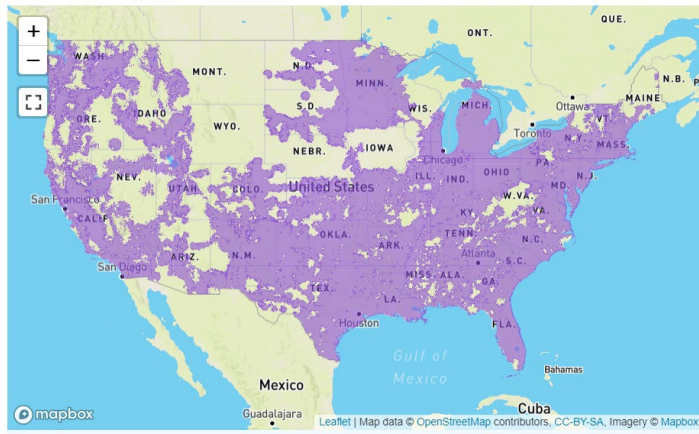 +
−
QUE.
ONT.
WASH.
MONT.
N.D.
MINN.
N.B.
P
MAINE
Ottawa
ORE.
IDAHO
S.D.
WIS.
MICH.
VT.
WYO.
Toronto
N.Y.
MASS.
NEBR.
IOWA
Chicago
PA.
NEV.
UTAH
COLO.
United States
ILL.
IND.
OHIO
N.J.
MD.
San Francisco
W.VA.
VA.
CALIF.
KY.
OKLA.
TENN.
N.C.
ARIZ.
N.M.
ARK.
Atlanta
S.C.
San Diego
MISS.
ALA.
GA.
TEX.
LA.
Houston
FLA.
Gulf of
Mexico
Bahamas
Mexico
Cuba
Guadalajara
mapbox
Leaflet | Map data © OpenStreetMap contributors, CC-BY-SA, Imagery © Mapbox